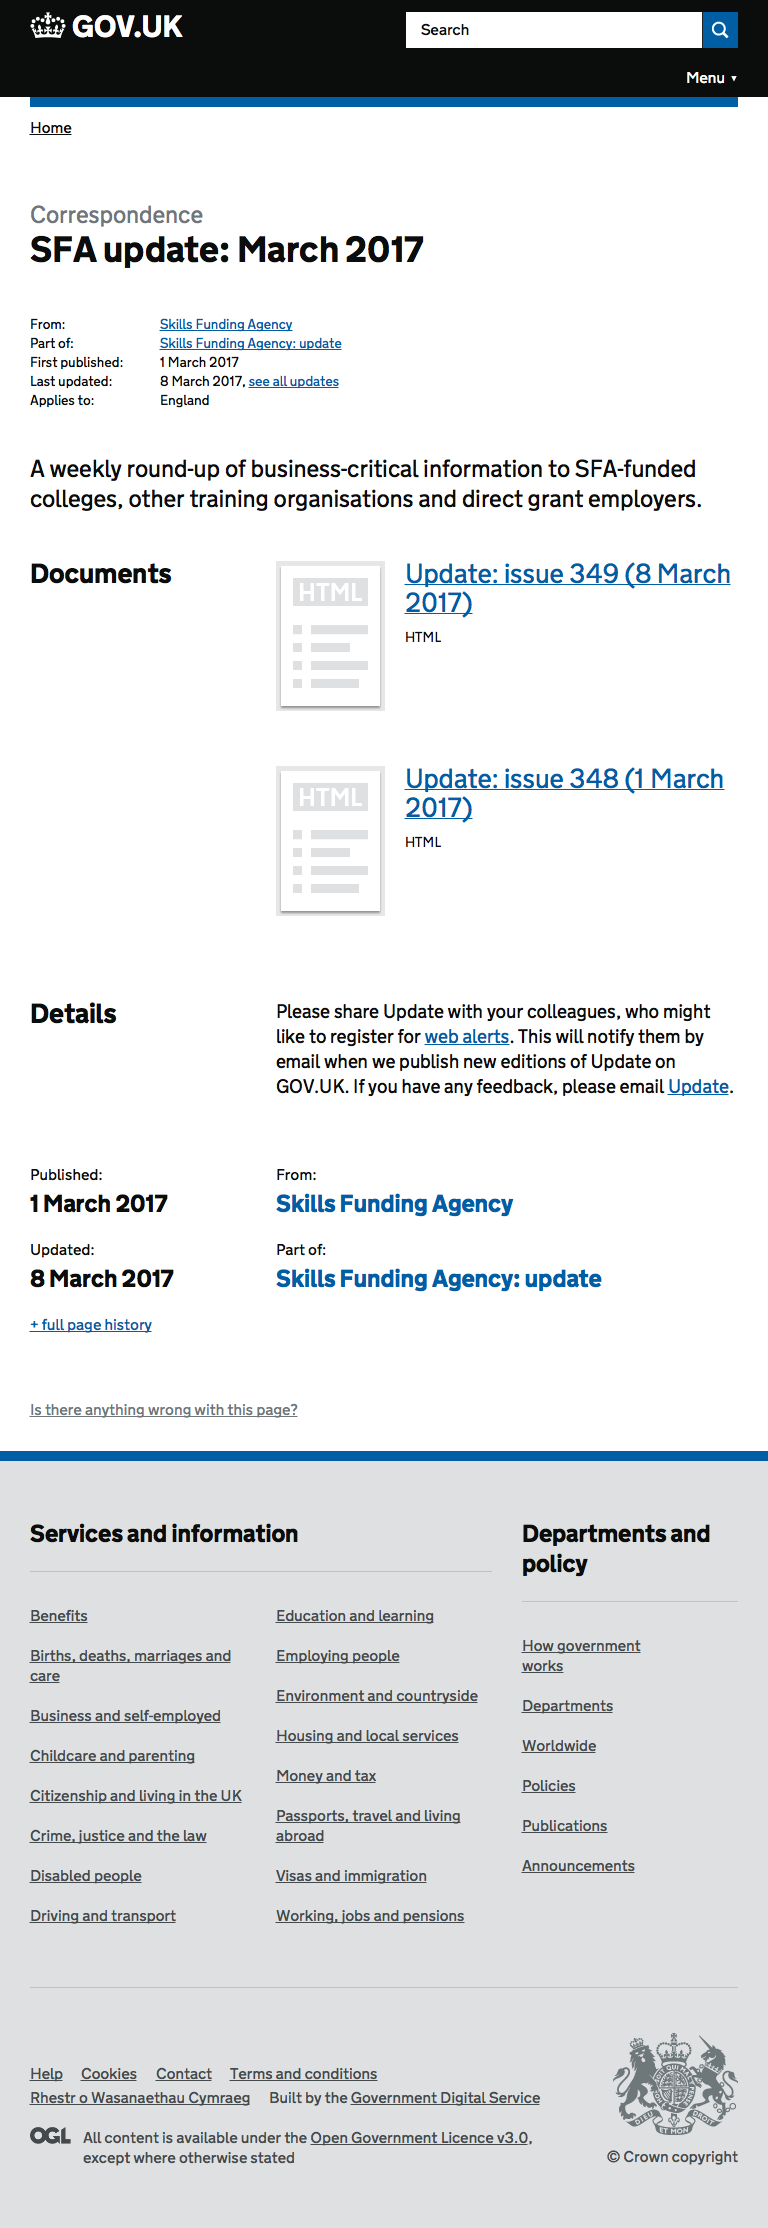 GOV.UK
Search
Menu ▼
Home
Correspondence
SFA update: March 2017
From: Skills Funding Agency
Part of: Skills Funding Agency: update
First published: 1 March 2017
Last updated: 8 March 2017, see all updates
Applies to: England
A weekly round-up of business-critical information to SFA-funded
colleges, other training organisations and direct grant employers.
Documents
HTML
Update: issue 349 (8 March
2017)
HTML
HTML
Update: issue 348 (1 March
2017)
HTML
Details
Please share Update with your colleagues, who might
like to register for web alerts. This will notify them by
email when we publish new editions of Update on
GOV.UK. If you have any feedback, please email Update.
Published:
1 March 2017
From:
Skills Funding Agency
Updated:
8 March 2017
Part of:
Skills Funding Agency: update
+ full page history
Is there anything wrong with this page?
Services and information
Benefits
Births, deaths, marriages and
care
Business and self-employed
Childcare and parenting
Citizenship and living in the UK
Crime, justice and the law
Disabled people
Driving and transport
Education and learning
Employing people
Environment and countryside
Housing and local services
Money and tax
Passports, travel and living
abroad
Visas and immigration
Working, jobs and pensions
Departments and
policy
How government
works
Departments
Worldwide
Policies
Publications
Announcements
Help Cookies Contact Terms and conditions
Rhestr o Wasanaethau Cymraeg Built by the Government Digital Service
OGL
All content is available under the Open Government Licence v3.0,
except where otherwise stated
DIEU ET MON DROIT
© Crown copyright